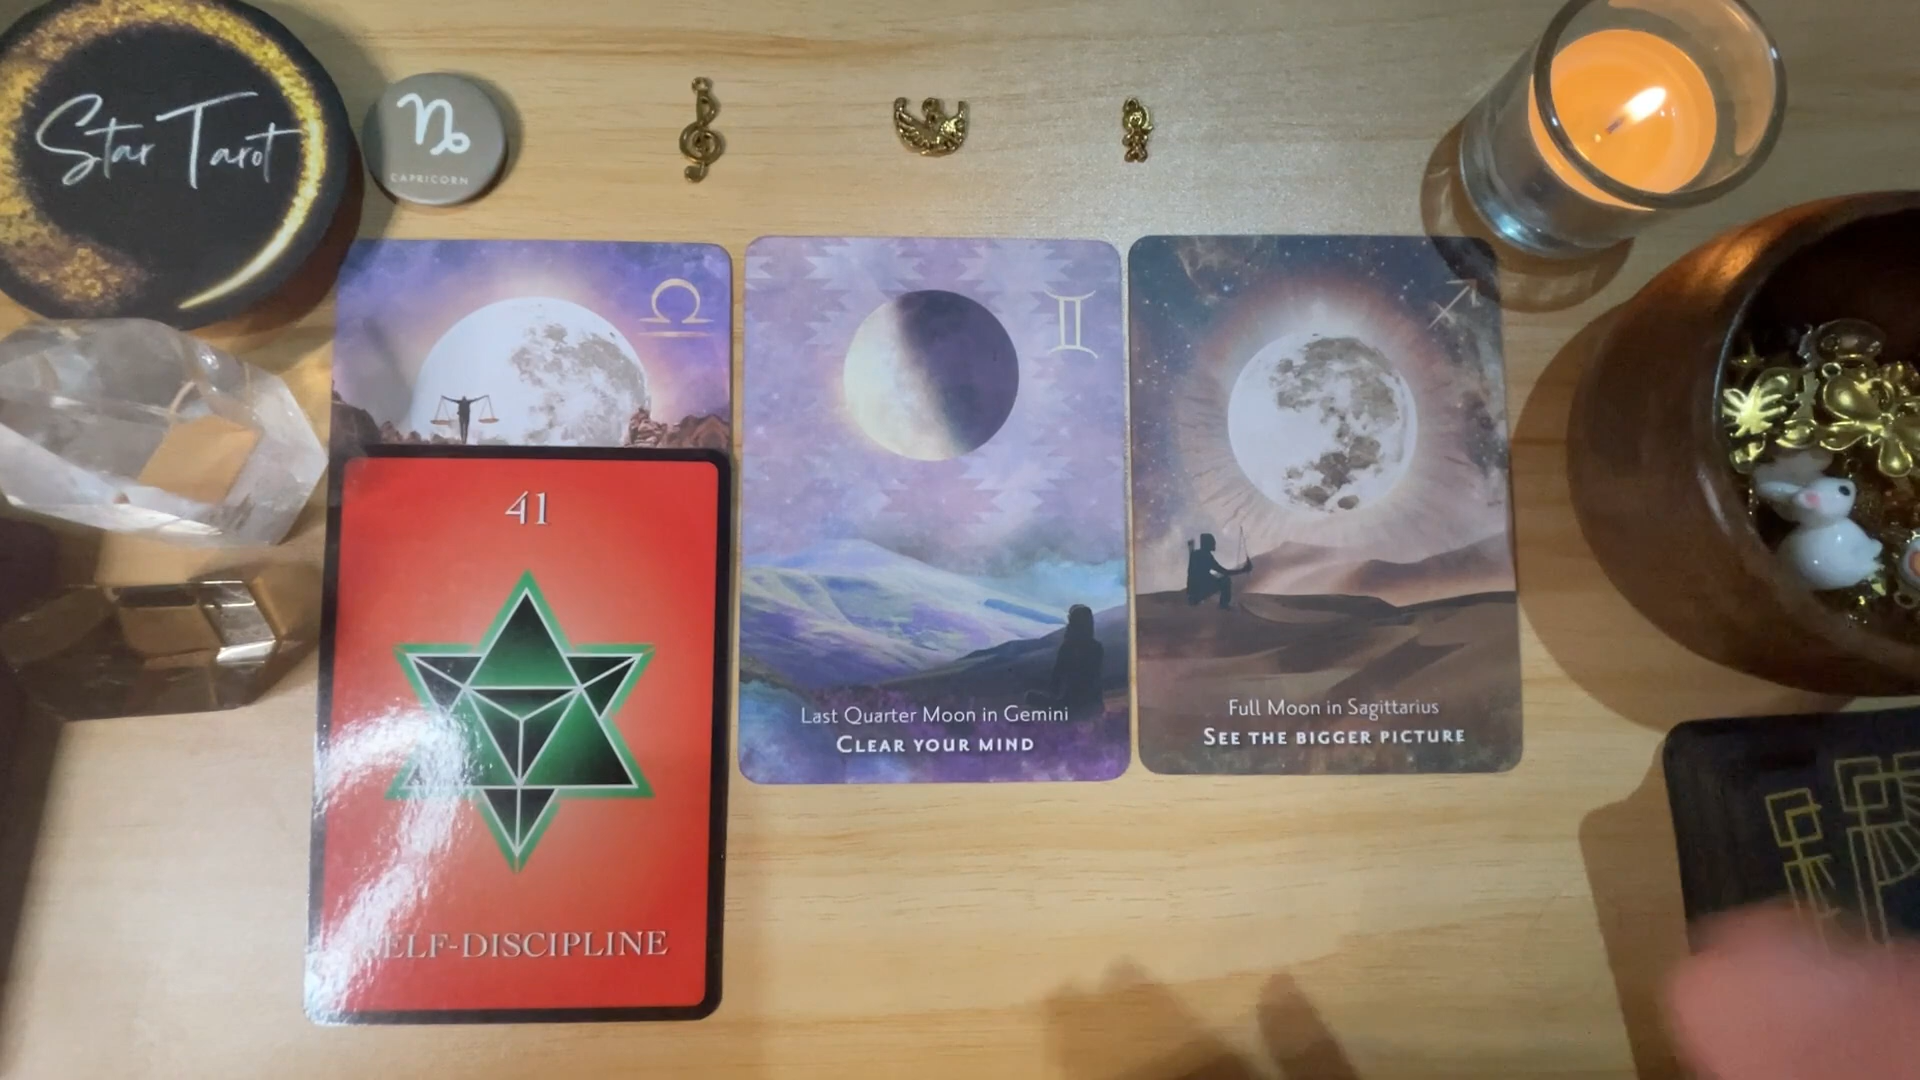 Star Tarot
CAPRICORN
41
SELF-DISCIPLINE
Last Quarter Moon in Gemini
CLEAR YOUR MIND
Full Moon in Sagittarius
SEE THE BIGGER PICTURE